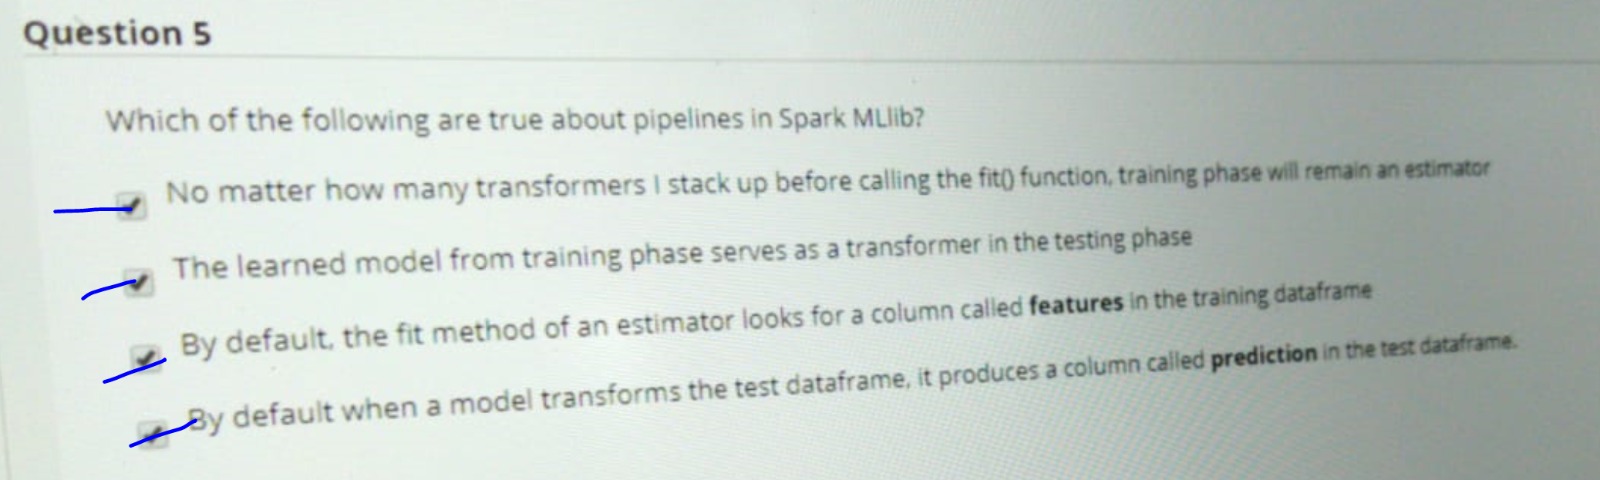 Question 5
Which of the following are true about pipelines in Spark MLlib?
No matter how many transformers I stack up before calling the fit() function, training phase will remain an estimator
The learned model from training phase serves as a transformer in the testing phase
By default, the fit method of an estimator looks for a column called features in the training dataframe
By default when a model transforms the test dataframe, it produces a column called prediction in the test dataframe.